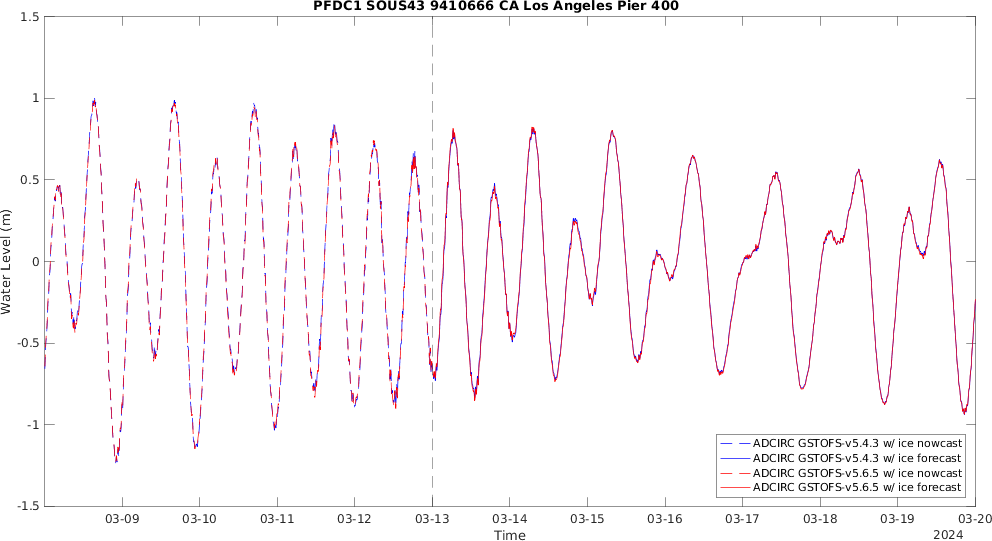 PFDC1 SOUS43 9410666 CA Los Angeles Pier 400
1.5
1
0.5
0
-0.5
-1
-1.5
Water Level (m)
03-09
03-10
03-11
03-12
03-13
03-14
03-15
03-16
03-17
03-18
03-19
03-20
Time
2024
ADCIRC GSTOFS-v5.4.3 w/ ice nowcast
ADCIRC GSTOFS-v5.4.3 w/ ice forecast
ADCIRC GSTOFS-v5.6.5 w/ ice nowcast
ADCIRC GSTOFS-v5.6.5 w/ ice forecast